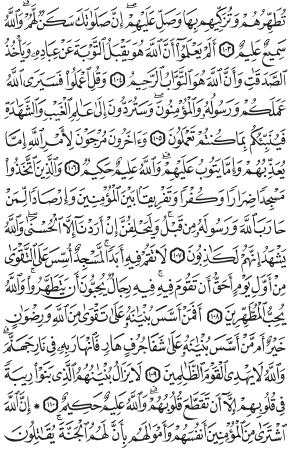 تُطَهِّرُهُمْ وَتُزَكِّيهِم بِهَا وَصَلِّ عَلَيْهِمْ ۖ إِنَّ صَلَوٰتَكَ سَكَنٌ لَّهُمْ ۗ وَٱللَّهُ
سَمِيعٌ عَلِيمٌ ١٠٣ أَلَمْ يَعْلَمُوٓا۟ أَنَّ ٱللَّهَ هُوَ يَقْبَلُ ٱلتَّوْبَةَ عَنْ عِبَادِهِۦ وَيَأْخُذُ
ٱلصَّدَقَٰتِ وَأَنَّ ٱللَّهَ هُوَ ٱلتَّوَّابُ ٱلرَّحِيمُ ١٠٤ وَقُلِ ٱعْمَلُوا۟ فَسَيَرَى ٱللَّهُ
عَمَلَكُمْ وَرَسُولُهُۥ وَٱلْمُؤْمِنُونَ ۖ وَسَتُرَدُّونَ إِلَىٰ عَٰلِمِ ٱلْغَيْبِ وَٱلشَّهَٰدَةِ
فَيُنَبِّئُكُم بِمَا كُنتُمْ تَعْمَلُونَ ١٠٥ وَءَاخَرُونَ مُرْجَوْنَ لِأَمْرِ ٱللَّهِ إِمَّا
يُعَذِّبُهُمْ وَإِمَّا يَتُوبُ عَلَيْهِمْ ۗ وَٱللَّهُ عَلِيمٌ حَكِيمٌ ١٠٦ وَٱلَّذِينَ ٱتَّخَذُوا۟
مَسْجِدًا ضِرَارًا وَكُفْرًا وَتَفْرِيقًۢا بَيْنَ ٱلْمُؤْمِنِينَ وَإِرْصَادًا لِّمَنْ
حَارَبَ ٱللَّهَ وَرَسُولَهُۥ مِن قَبْلُ ۚ وَلَيَحْلِفُنَّ إِنْ أَرَدْنَآ إِلَّا ٱلْحُسْنَىٰ ۖ وَٱللَّهُ
يَشْهَدُ إِنَّهُمْ لَكَٰذِبُونَ ١٠٧ لَا تَقُمْ فِيهِ أَبَدًا ۚ لَّمَسْجِدٌ أُسِّسَ عَلَى ٱلتَّقْوَىٰ
مِنْ أَوَّلِ يَوْمٍ أَحَقُّ أَن تَقُومَ فِيهِ ۚ فِيهِ رِجَالٌ يُحِبُّونَ أَن يَتَطَهَّرُوا۟ ۚ وَٱللَّهُ
يُحِبُّ ٱلْمُطَّهِّرِينَ ١٠٨ أَفَمَنْ أَسَّسَ بُنْيَٰنَهُۥ عَلَىٰ تَقْوَىٰ مِنَ ٱللَّهِ وَرِضْوَٰنٍ
خَيْرٌ أَم مَّنْ أَسَّسَ بُنْيَٰنَهُۥ عَلَىٰ شَفَا جُرُفٍ هَارٍ فَٱنْهَارَ بِهِۦ فِى نَارِ جَهَنَّمَ ۗ
وَٱللَّهُ لَا يَهْدِى ٱلْقَوْمَ ٱلظَّٰلِمِينَ ١٠٩ لَا يَزَالُ بُنْيَٰنُهُمُ ٱلَّذِى بَنَوْا۟ رِيبَةً
فِى قُلُوبِهِمْ إِلَّآ أَن تَقَطَّعَ قُلُوبُهُمْ ۗ وَٱللَّهُ عَلِيمٌ حَكِيمٌ ١١٠ ۞ إِنَّ ٱللَّهَ
ٱشْتَرَىٰ مِنَ ٱلْمُؤْمِنِينَ أَنفُسَهُمْ وَأَمْوَٰلَهُم بِأَنَّ لَهُمُ ٱلْجَنَّةَ ۚ يُقَٰتِلُونَ